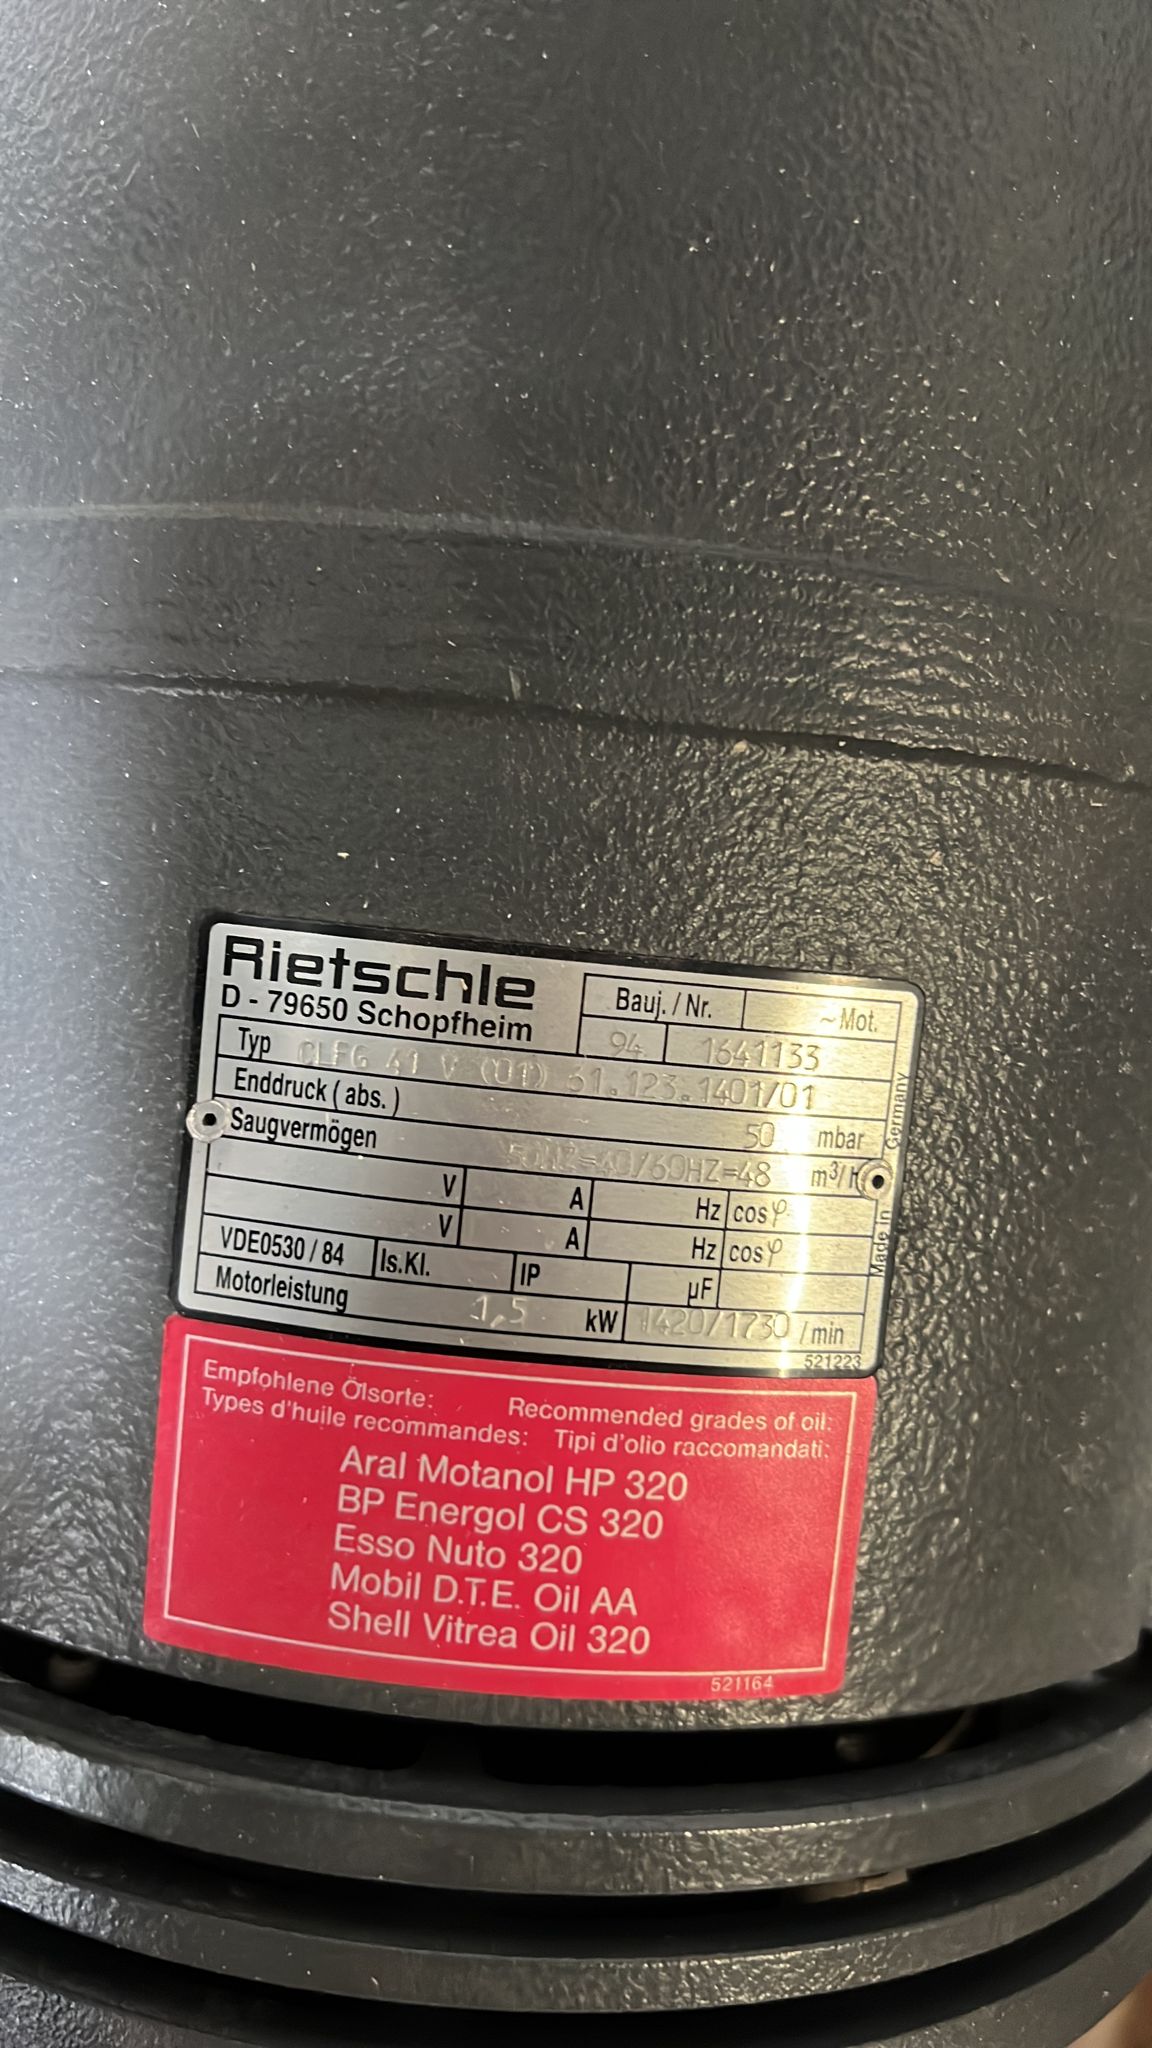 Rietschle
D - 79650 Schopfheim
Bauj. / Nr.
~ Mot.
94 1641133
Typ CLFG 41 V (01) 61.123.1401/01
Enddruck ( abs. ) 50 mbar
Saugvermögen 50HZ=40/60HZ=48 m³/h
V A Hz cosφ
V A Hz cosφ
VDE0530 / 84 Is.Kl. IP µF
Motorleistung 1,5 kW 1420/1730 /min
521223
Made in Germany
Empfohlene Ölsorte: Recommended grades of oil:
Types d'huile recommandes: Tipi d'olio raccomandati:
Aral Motanol HP 320
BP Energol CS 320
Esso Nuto 320
Mobil D.T.E. Oil AA
Shell Vitrea Oil 320
521164